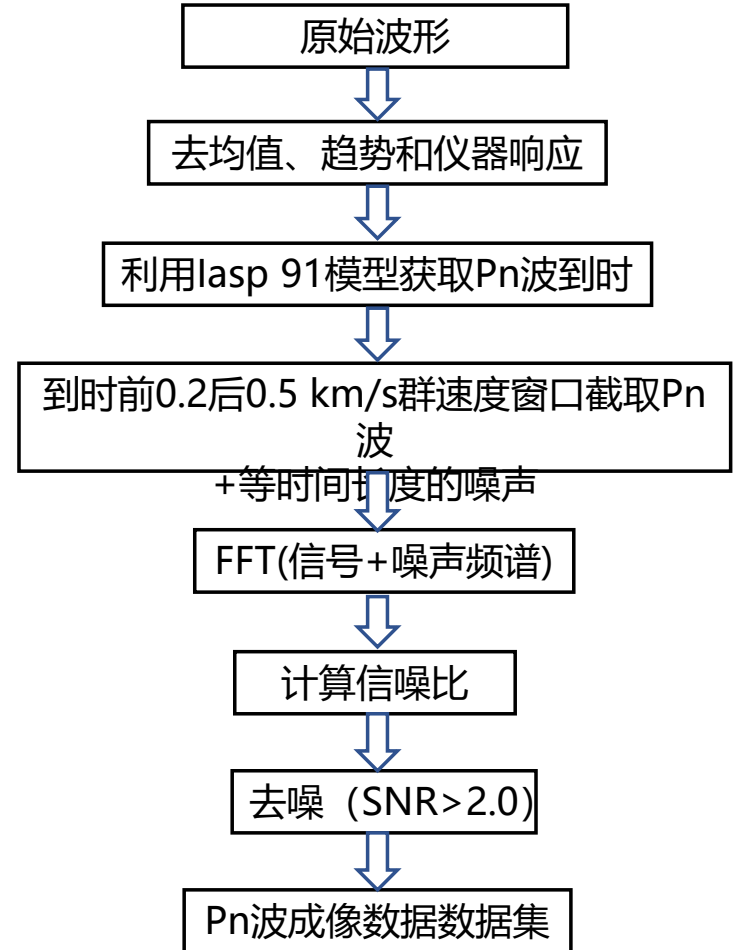 原始波形
去均值、趋势和仪器响应
利用Iasp 91模型获取Pn波到时
到时前0.2后0.5 km/s群速度窗口截取Pn
波
+等时间长度的噪声
FFT(信号+噪声频谱)
计算信噪比
去噪（SNR>2.0）
Pn波成像数据数据集